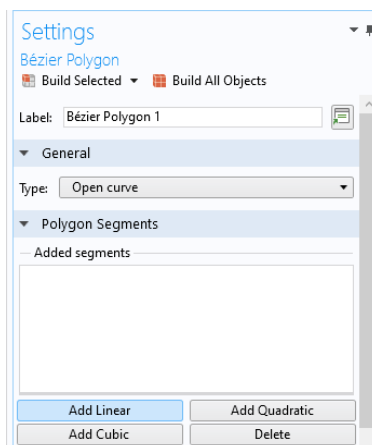 Settings
Bézier Polygon
Build Selected Build All Objects
Label: Bézier Polygon 1
General
Type: Open curve
Polygon Segments
Added segments
Add Linear Add Quadratic
Add Cubic Delete